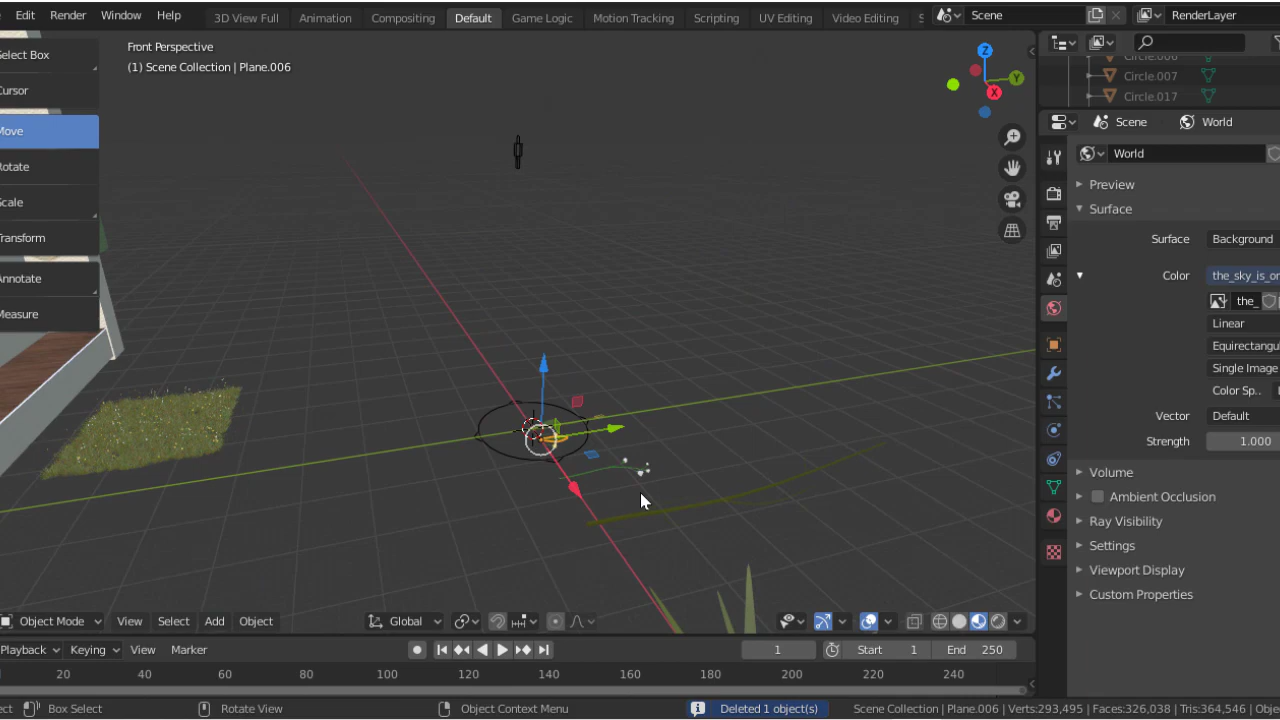 Edit Render Window Help 3D View Full Animation Compositing Default Game Logic Motion Tracking Scripting UV Editing Video Editing S Scene RenderLayer
Select Box
Cursor
Move
Rotate
Scale
Transform
Annotate
Measure
Front Perspective
(1) Scene Collection | Plane.006
Z
Y
X
Circle.006
Circle.007
Circle.017
Scene World
World
Preview
Surface
Surface Background
Color the_sky_is_or
the_
Linear
Equirectangu
Single Image
Color Sp..
Vector Default
Strength 1.000
Volume
Ambient Occlusion
Ray Visibility
Settings
Viewport Display
Custom Properties
Object Mode View Select Add Object Global
Playback Keying View Marker 1 Start 1 End 250
20 40 60 80 100 120 140 160 180 200 220 240
ect Box Select Rotate View Object Context Menu Deleted 1 object(s) Scene Collection | Plane.006 | Verts:293,495 | Faces:326,038 | Tris:364,546 | Obje